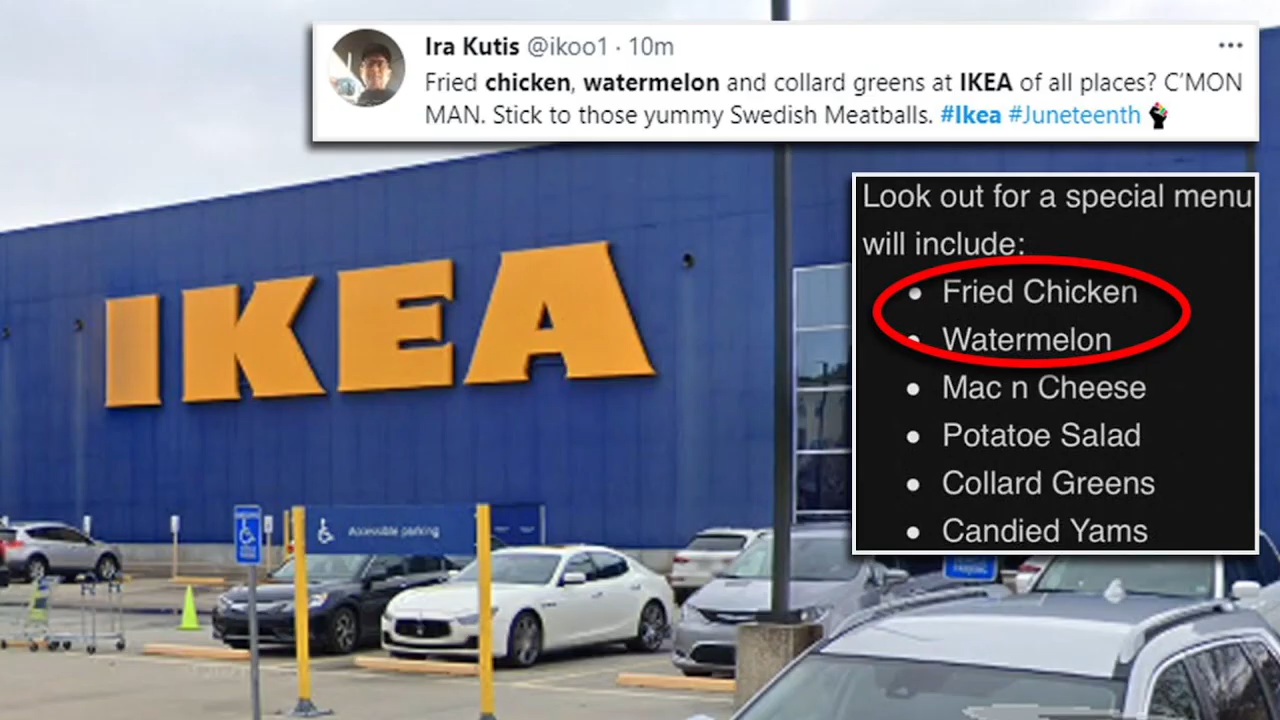 Ira Kutis @ikoo1 · 10m
Fried chicken, watermelon and collard greens at IKEA of all places? C'MON
MAN. Stick to those yummy Swedish Meatballs. #Ikea #Juneteenth
Look out for a special menu
will include:
• Fried Chicken
• Watermelon
• Mac n Cheese
• Potatoe Salad
• Collard Greens
• Candied Yams
IKEA
Accessible parking